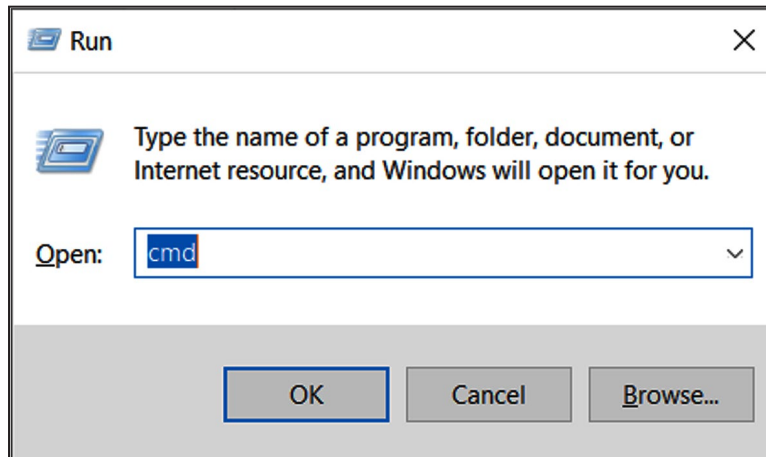 Run
Type the name of a program, folder, document, or
Internet resource, and Windows will open it for you.
Open: cmd
OK Cancel Browse...